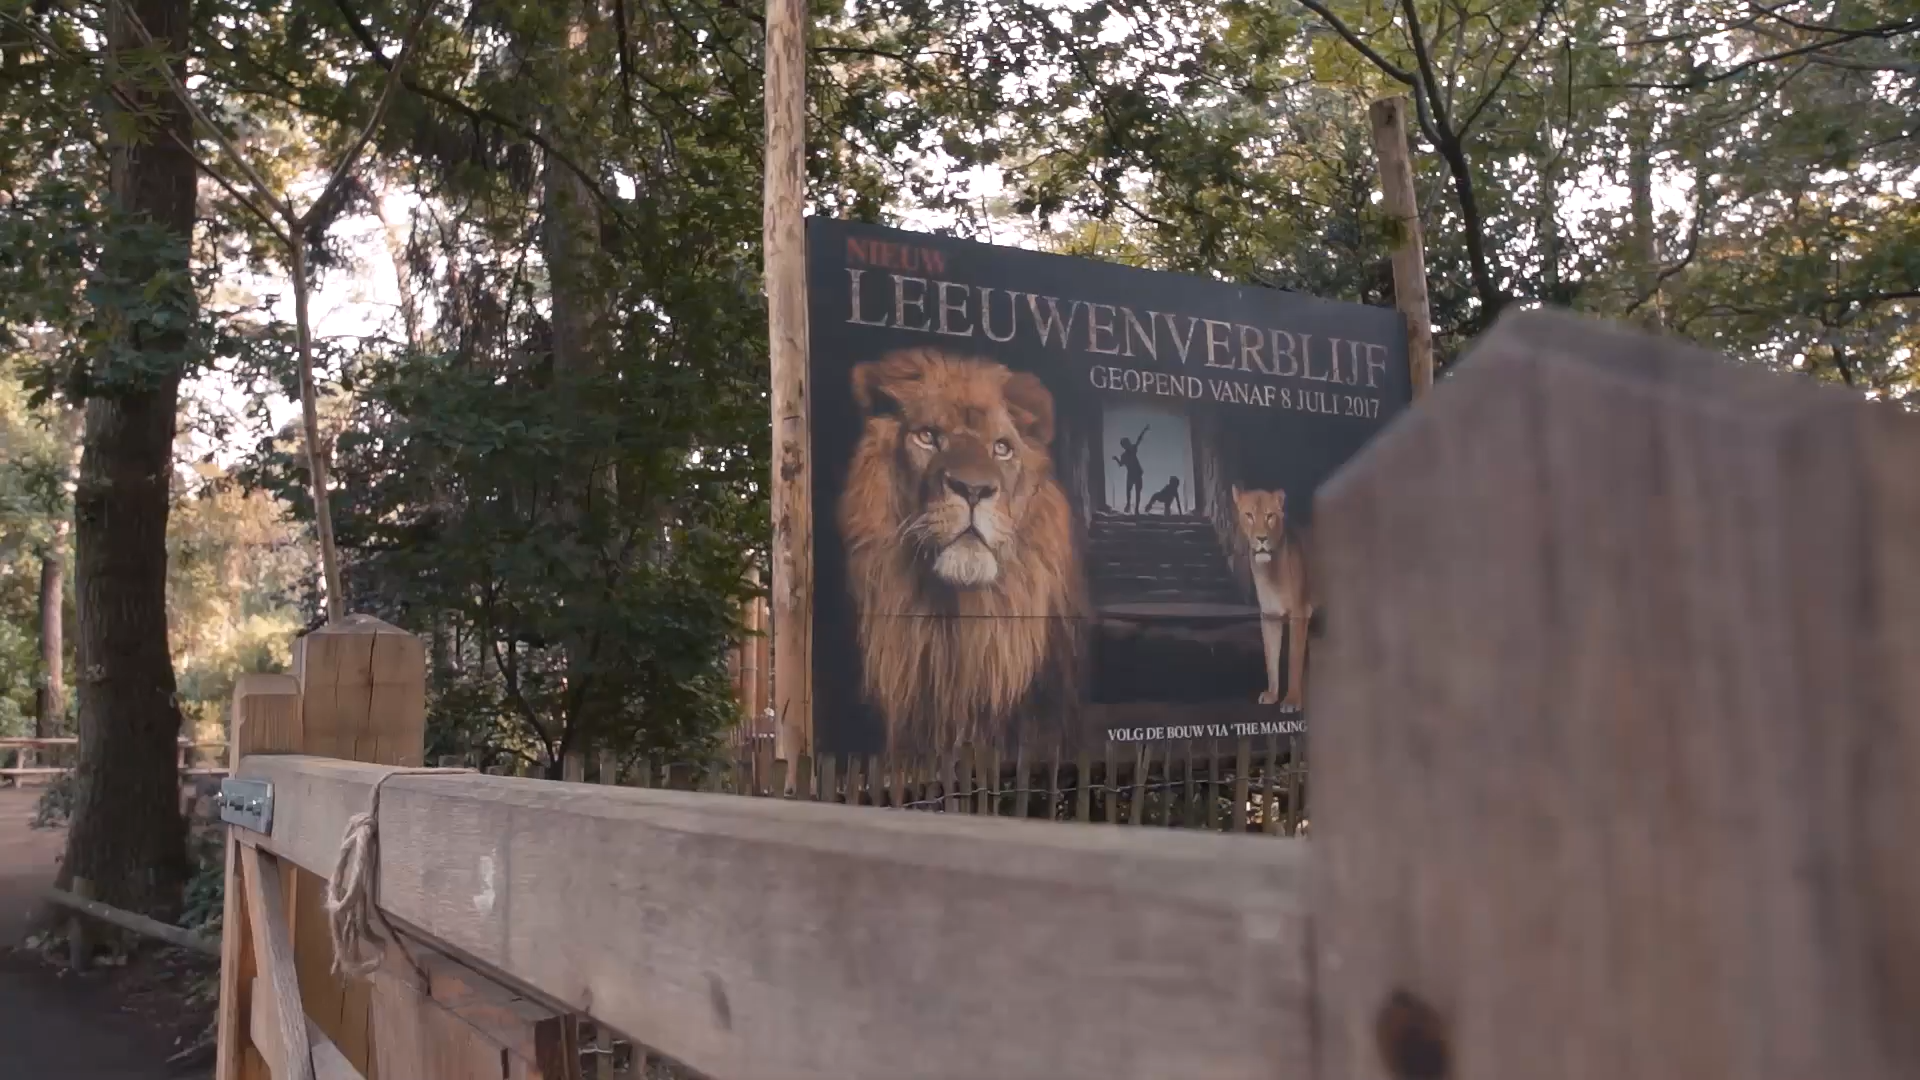 NIEUW
LEEUWENVERBLIJF
GEOPEND VANAF 8 JULI 2017
VOLG DE BOUW VIA 'THE MAKING